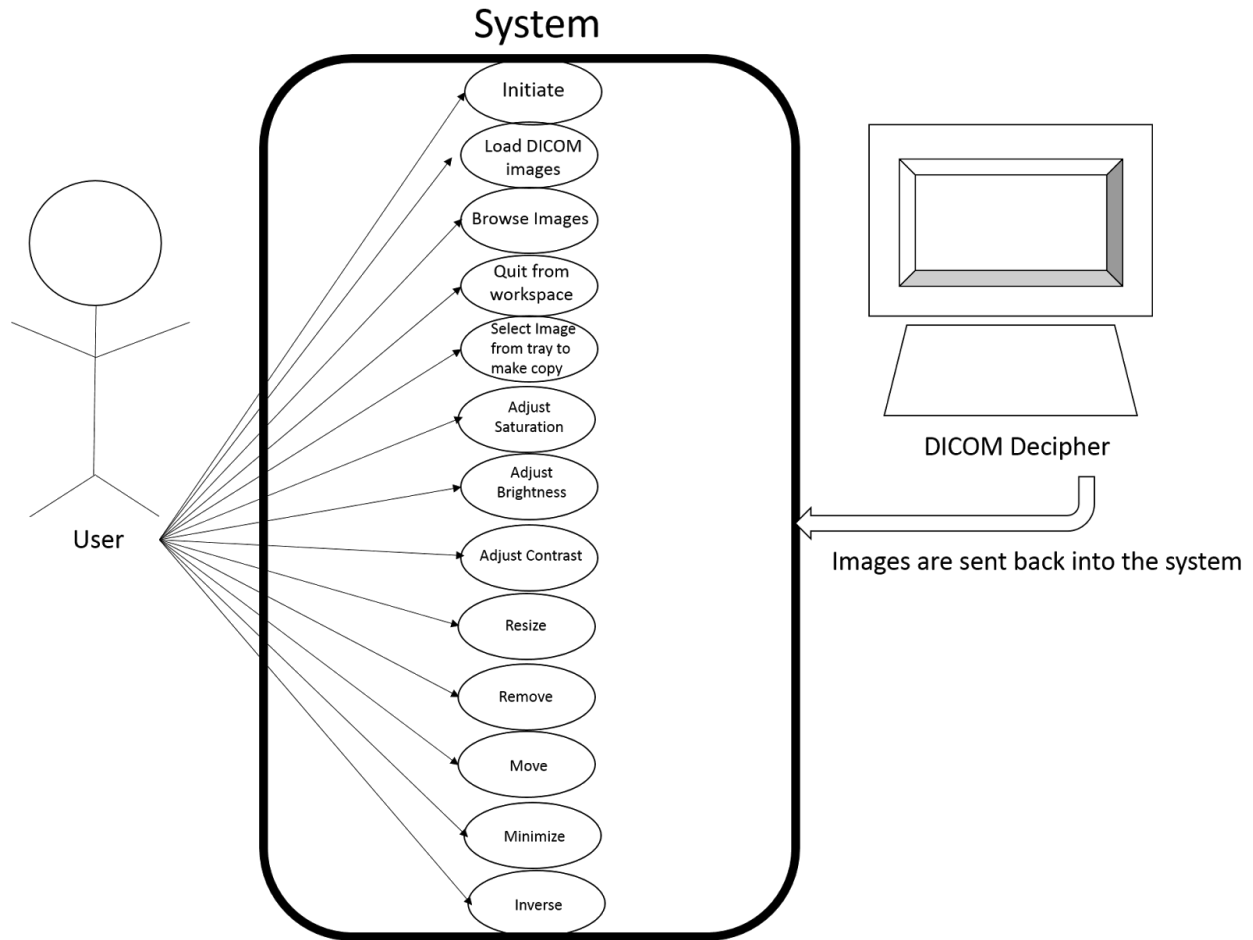 System
Initiate
Load DICOM
images
Browse Images
Quit from
workspace
Select Image
from tray to
make copy
Adjust
Saturation
Adjust
Brightness
Adjust Contrast
Resize
Remove
Move
Minimize
Inverse
User
DICOM Decipher
Images are sent back into the system